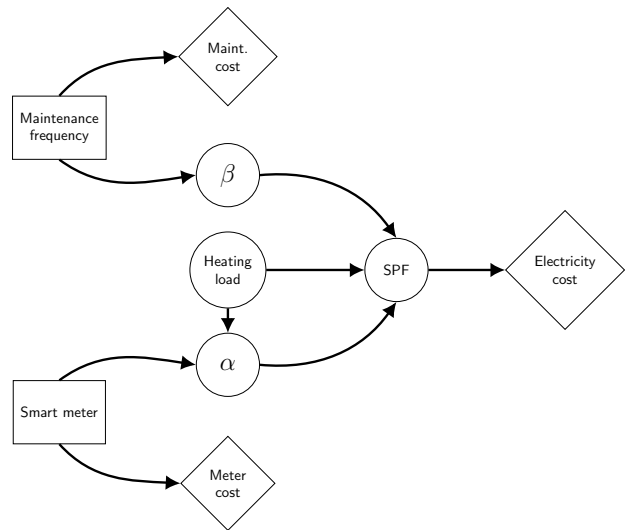 Maint.
cost
Maintenance
frequency
β
Heating
load
SPF
Electricity
cost
α
Smart meter
Meter
cost